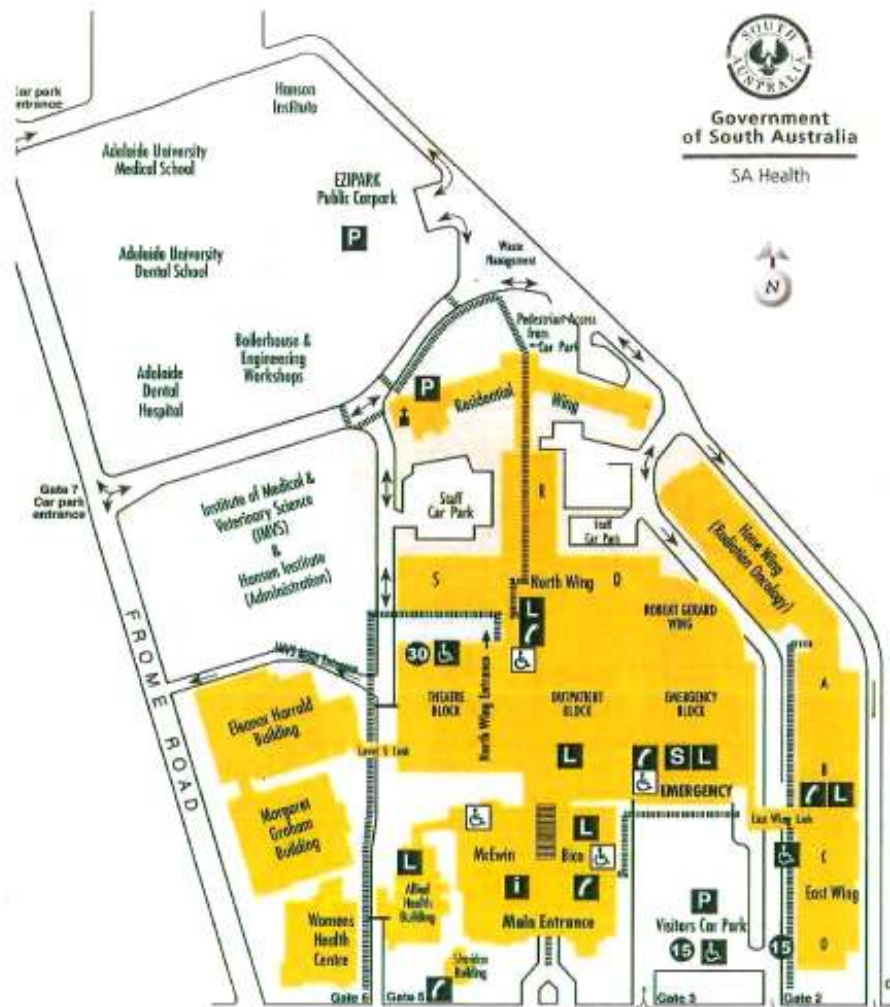 SOUTH
AUSTRALIA
Government
of South Australia
SA Health
N
Car park
entrance
Hanson
Institute
Adelaide University
Medical School
EZIPARK
Public Carpark
P
Adelaide University
Dental School
Waste
Management
Boilerhouse &
Engineering
Workshops
Pedestrian Access
from
Car Park
Adelaide
Dental
Hospital
P
Residential
Wing
Gate 7
Car park
entrance
Institute of Medical &
Veterinary Science
(IMVS)
&
Hanson Institute
(Administration)
Staff
Car Park
R
Staff
Car Park
(Radiation Oncology)
S
North Wing
D
ROBERT GERARD
WING
L
FROME ROAD
30
North Wing Entrance
THEATRE
BLOCK
OUTPATIENT
BLOCK
EMERGENCY
BLOCK
A
Eleanor Harrald
Building
Level 5 Link
L
S L
EMERGENCY
B
L
Margaret
Graham
Building
East Wing Link
McEwin
L
Bice
C
L
Allied
Health
Building
i
East Wing
Main Entrance
P
Visitors Car Park
15
15
D
Womens
Health
Centre
Sheridan
Building
Gate 6
Gate 5
Gate 3
Gate 2